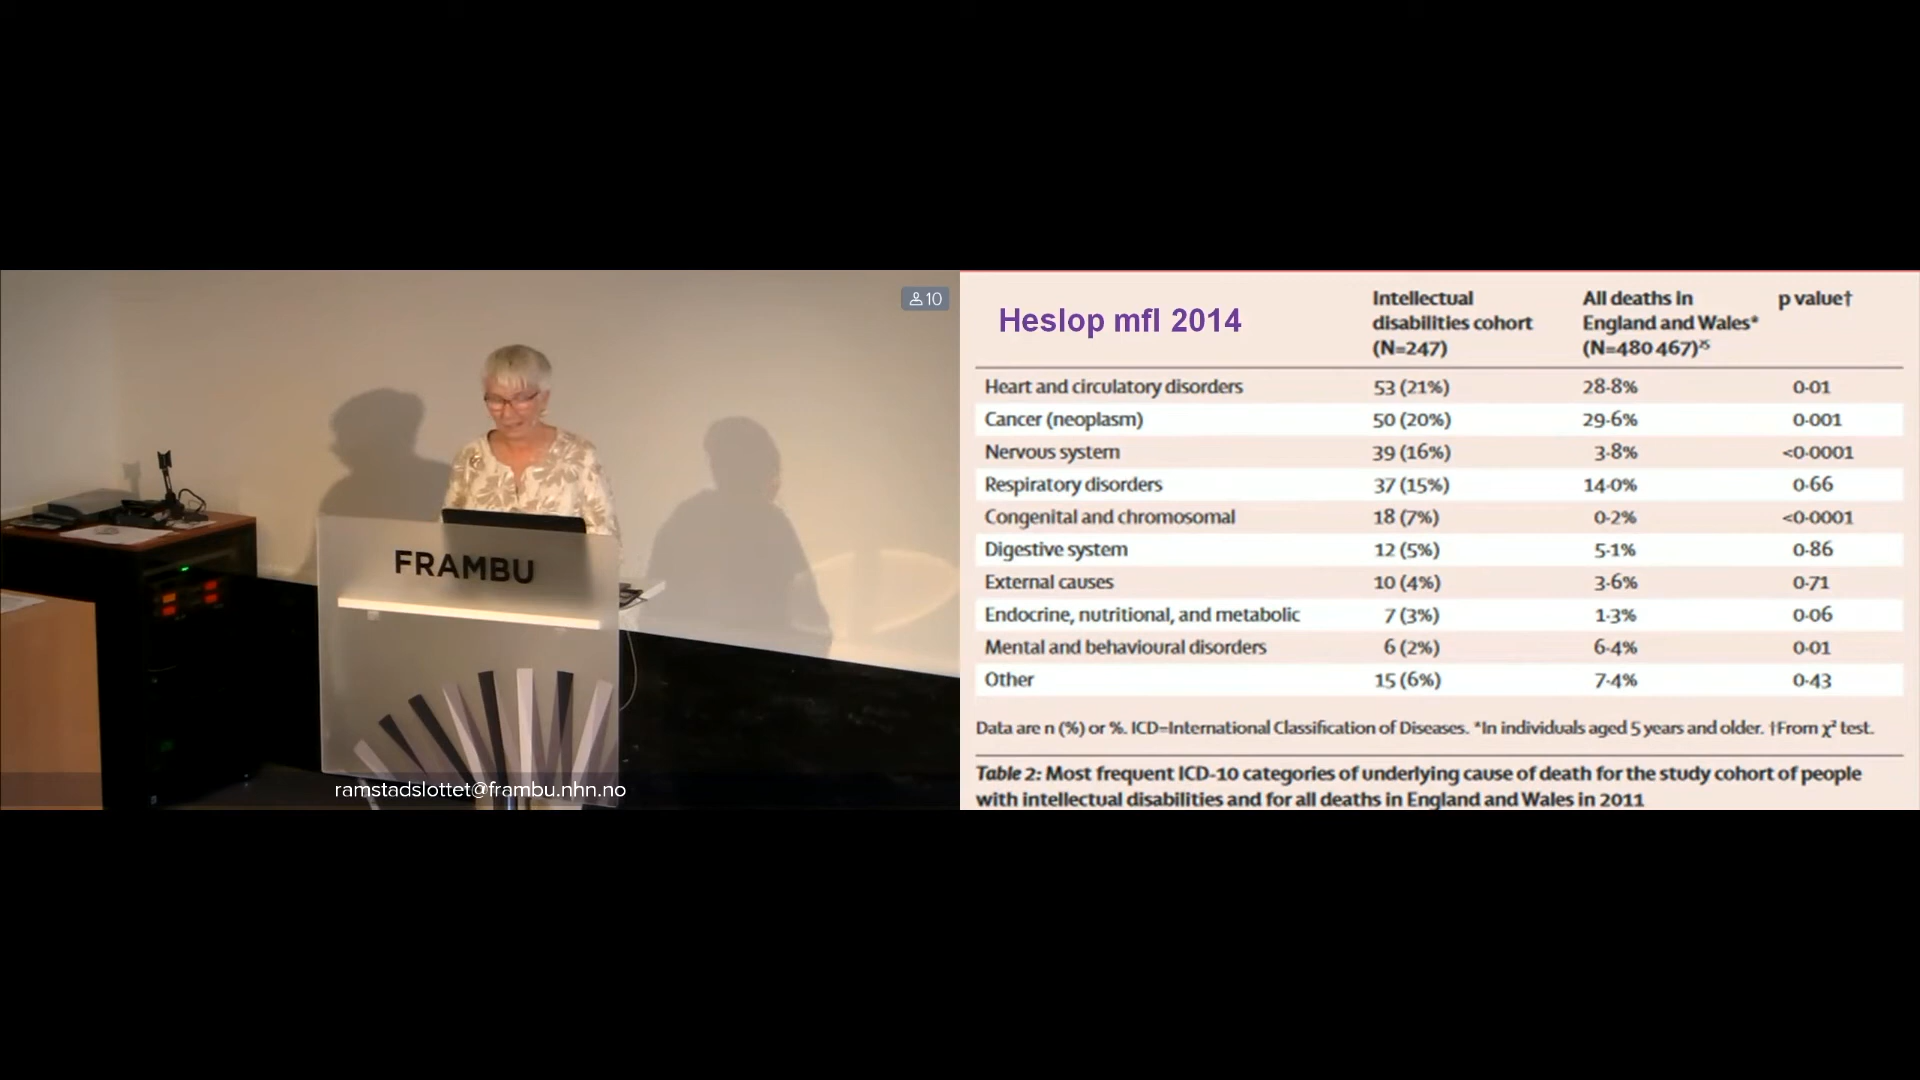 10
FRAMBU
ramstadslottet@frambu.nhn.no
Heslop mfl 2014
Intellectual disabilities cohort (N=247)
All deaths in England and Wales* (N=480 467)²⁵
p value†
Heart and circulatory disorders 53 (21%) 28·8% 0·01
Cancer (neoplasm) 50 (20%) 29·6% 0·001
Nervous system 39 (16%) 3·8% <0·0001
Respiratory disorders 37 (15%) 14·0% 0·66
Congenital and chromosomal 18 (7%) 0·2% <0·0001
Digestive system 12 (5%) 5·1% 0·86
External causes 10 (4%) 3·6% 0·71
Endocrine, nutritional, and metabolic 7 (3%) 1·3% 0·06
Mental and behavioural disorders 6 (2%) 6·4% 0·01
Other 15 (6%) 7·4% 0·43
Data are n (%) or %. ICD=International Classification of Diseases. *In individuals aged 5 years and older. †From χ² test.
Table 2: Most frequent ICD-10 categories of underlying cause of death for the study cohort of people
with intellectual disabilities and for all deaths in England and Wales in 2011